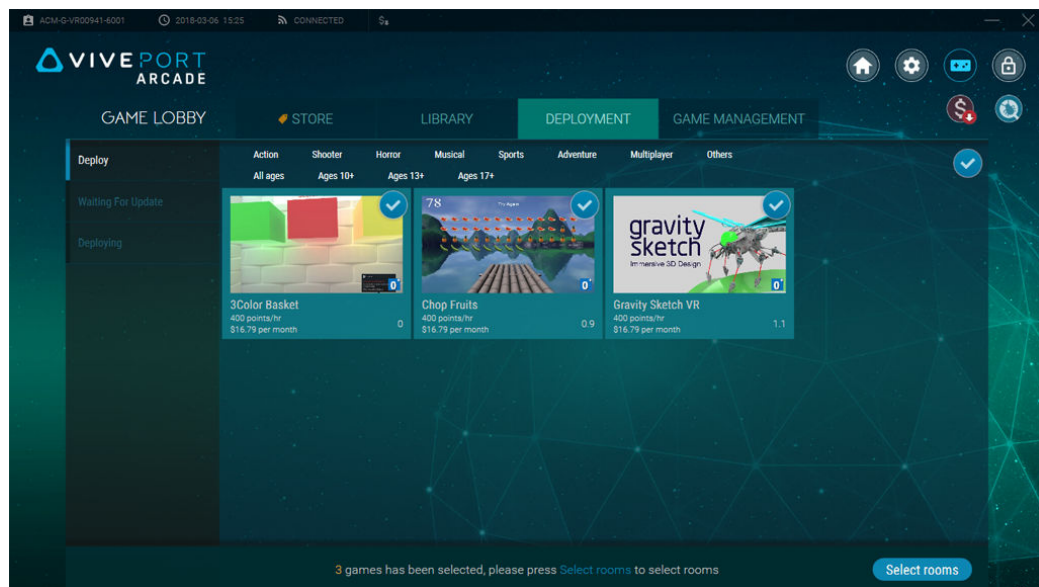 ACM-G-VR00941-6001 2018-03-06 15:25 CONNECTED
VIVEPORT
ARCADE
GAME LOBBY STORE LIBRARY DEPLOYMENT GAME MANAGEMENT
Deploy
Waiting For Update
Deploying
Action Shooter Horror Musical Sports Adventure Multiplayer Others
All ages Ages 10+ Ages 13+ Ages 17+
78
gravity
sketch
Immersive 3D Design
3Color Basket
400 points/hr
$16.79 per month
0
Chop Fruits
400 points/hr
$16.79 per month
0.9
Gravity Sketch VR
400 points/hr
$16.79 per month
1.1
3 games has been selected, please press Select rooms to select rooms
Select rooms